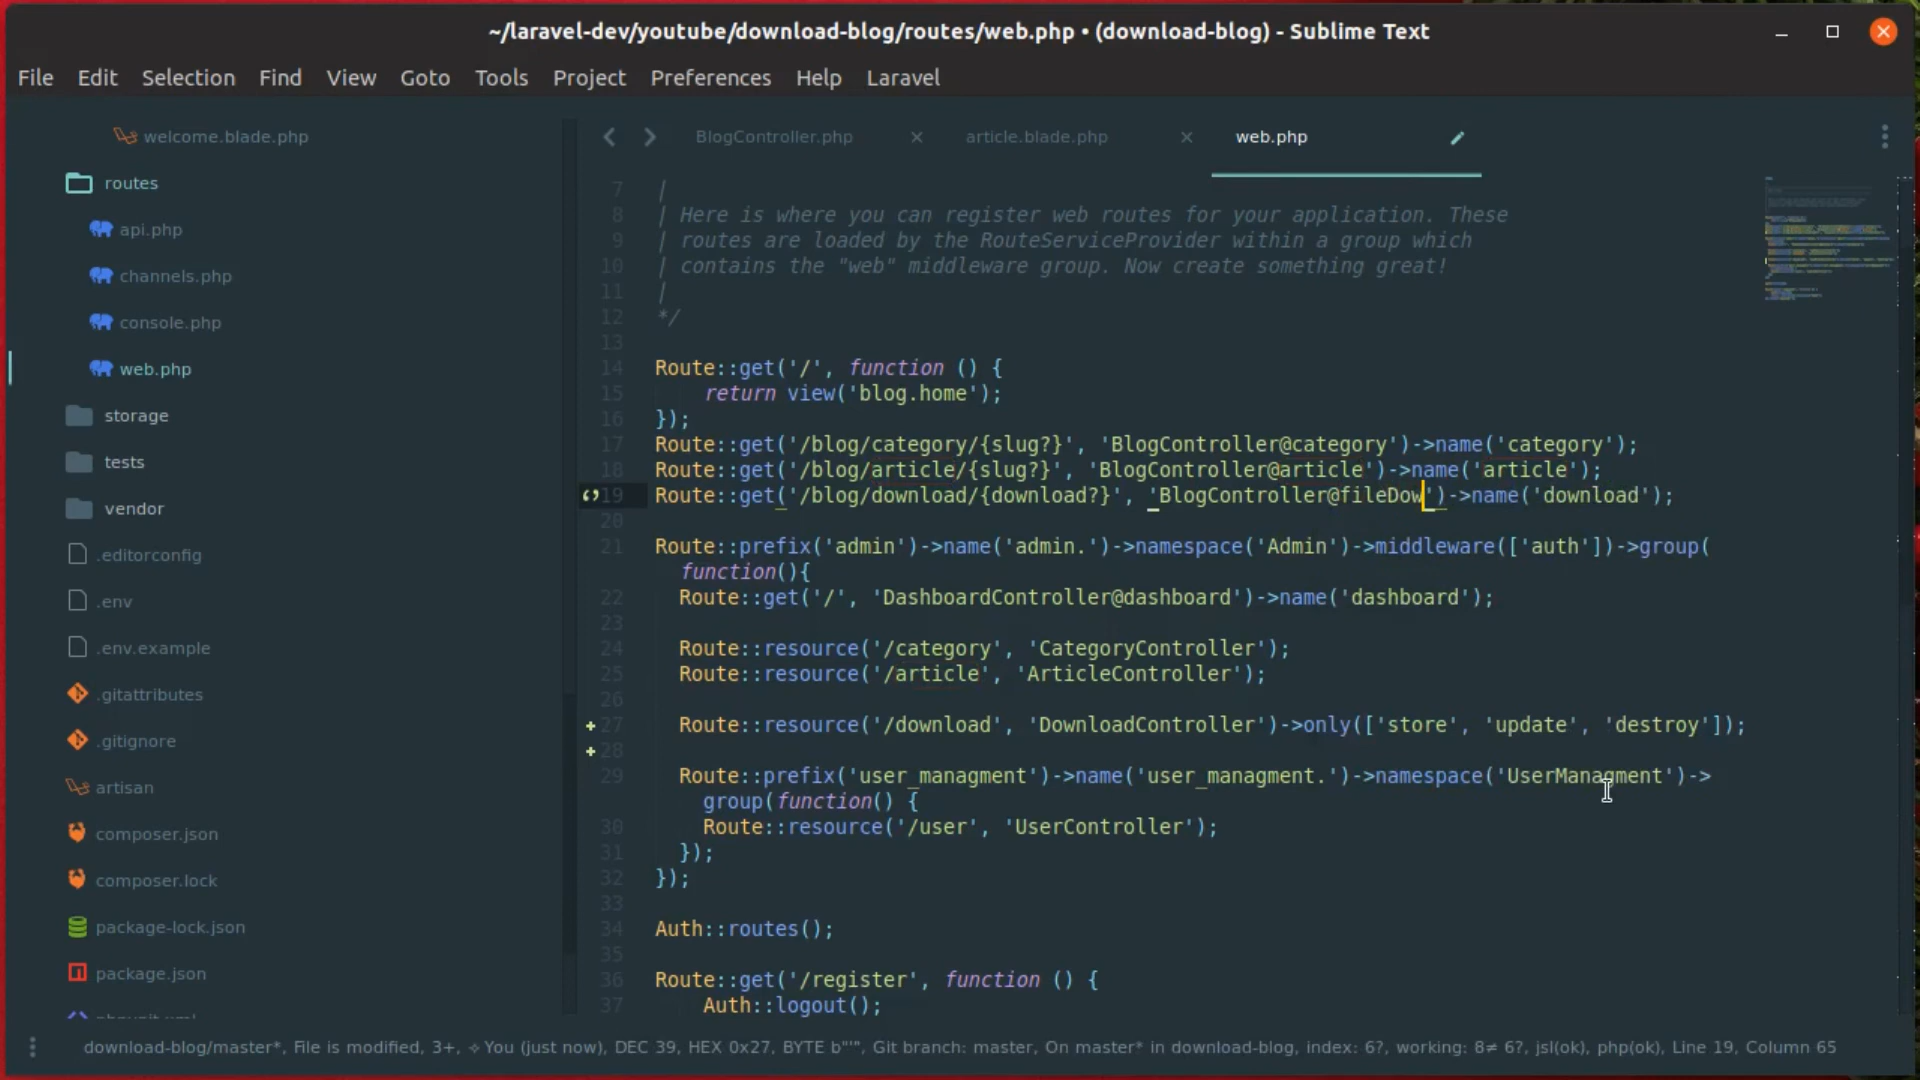 ~/laravel-dev/youtube/download-blog/routes/web.php • (download-blog) - Sublime Text
File Edit Selection Find View Goto Tools Project Preferences Help Laravel
welcome.blade.php
routes
api.php
channels.php
console.php
web.php
storage
tests
vendor
.editorconfig
.env
.env.example
.gitattributes
.gitignore
artisan
composer.json
composer.lock
package-lock.json
package.json
BlogController.php × article.blade.php × web.php
7 |
8 | Here is where you can register web routes for your application. These
9 | routes are loaded by the RouteServiceProvider within a group which
10 | contains the "web" middleware group. Now create something great!
11 |
12 */
13
14 Route::get('/', function () {
15 return view('blog.home');
16 });
17 Route::get('/blog/category/{slug?}', 'BlogController@category')->name('category');
18 Route::get('/blog/article/{slug?}', 'BlogController@article')->name('article');
19 Route::get('/blog/download/{download?}', 'BlogController@fileDow')->name('download');
20
21 Route::prefix('admin')->name('admin.')->namespace('Admin')->middleware(['auth'])->group(
function(){
22 Route::get('/', 'DashboardController@dashboard')->name('dashboard');
23
24 Route::resource('/category', 'CategoryController');
25 Route::resource('/article', 'ArticleController');
26
27 Route::resource('/download', 'DownloadController')->only(['store', 'update', 'destroy']);
28
29 Route::prefix('user_managment')->name('user_managment.')->namespace('UserManagment')->
group(function() {
30 Route::resource('/user', 'UserController');
31 });
32 });
33
34 Auth::routes();
35
36 Route::get('/register', function () {
37 Auth::logout();
download-blog/master*, File is modified, 3+, ⟡ You (just now), DEC 39, HEX 0x27, BYTE b"'", Git branch: master, On master* in download-blog, index: 6?, working: 8≠ 6?, jsl(ok), php(ok), Line 19, Column 65